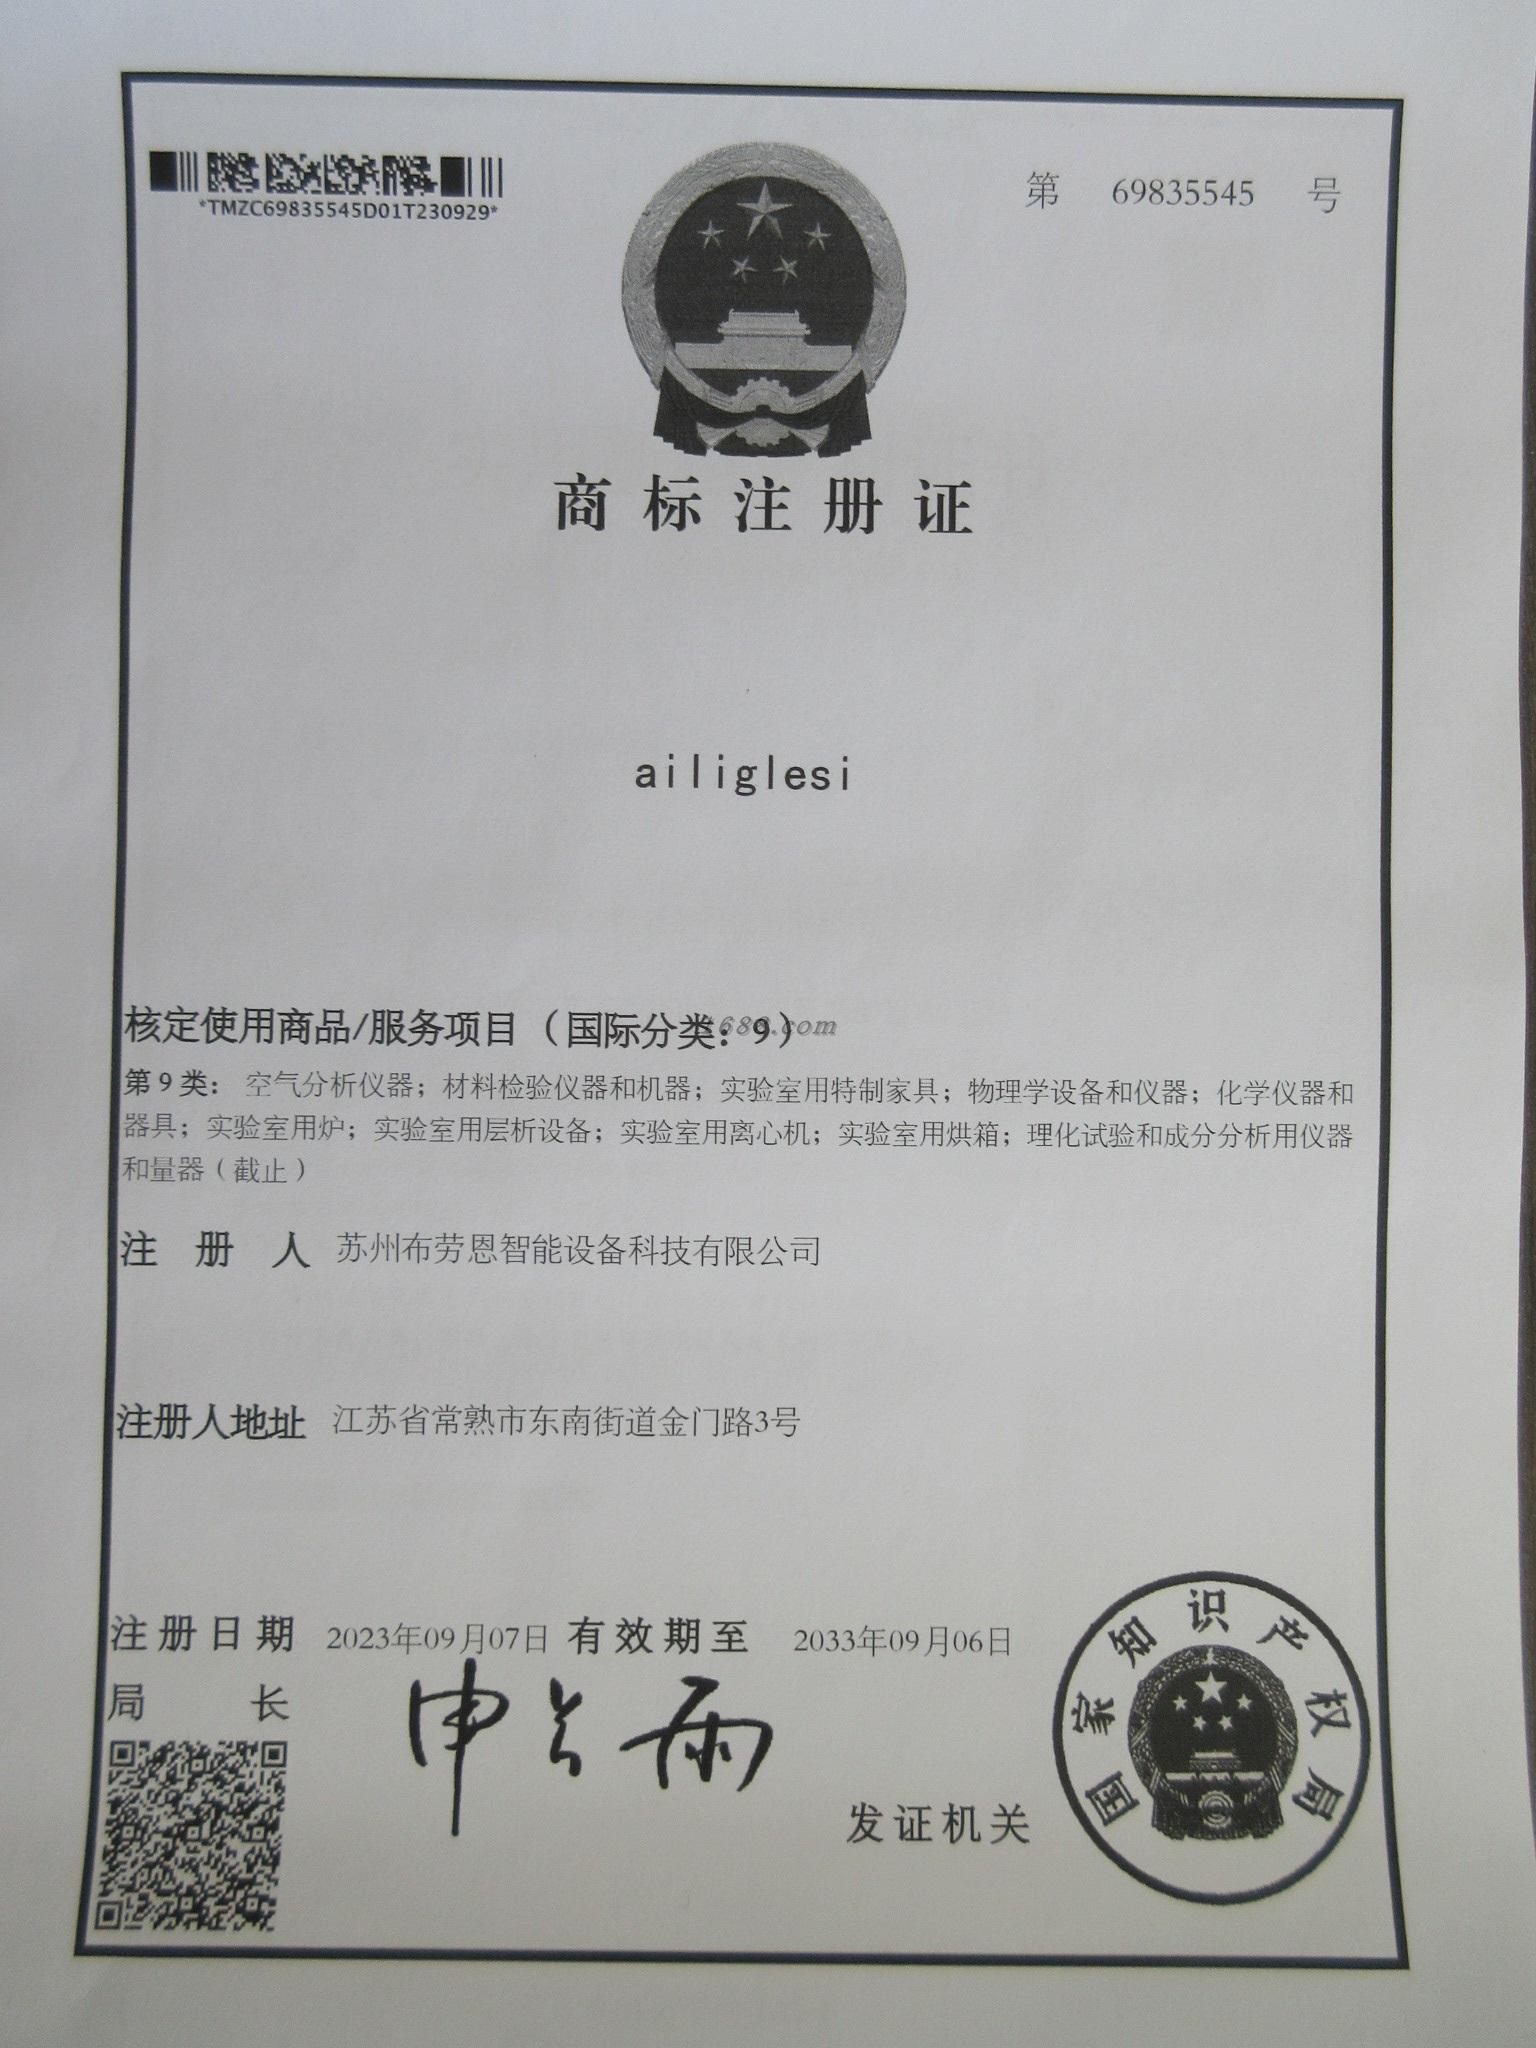 *TMZC69835545D01T230929*
第 69835545 号
商标注册证
ailiglesi
核定使用商品/服务项目（国际分类：9）
1688.com
第9类：空气分析仪器；材料检验仪器和机器；实验室用特制家具；物理学设备和仪器；化学仪器和
器具；实验室用炉；实验室用层析设备；实验室用离心机；实验室用烘箱；理化试验和成分分析用仪器
和量器（截止）
注册人 苏州布劳恩智能设备科技有限公司
注册人地址 江苏省常熟市东南街道金门路3号
注册日期 2023年09月07日 有效期至 2033年09月06日
局长 申长雨
发证机关
国家知识产权局